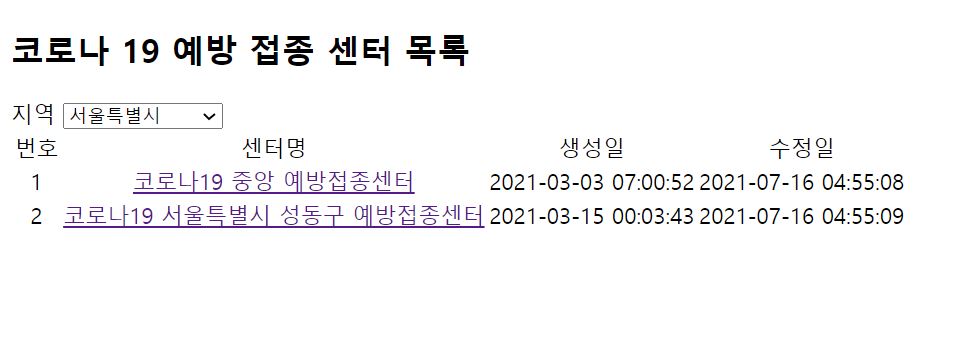 코로나 19 예방 접종 센터 목록
지역 서울특별시
번호 센터명 생성일 수정일
1 코로나19 중앙 예방접종센터 2021-03-03 07:00:52 2021-07-16 04:55:08
2 코로나19 서울특별시 성동구 예방접종센터 2021-03-15 00:03:43 2021-07-16 04:55:09